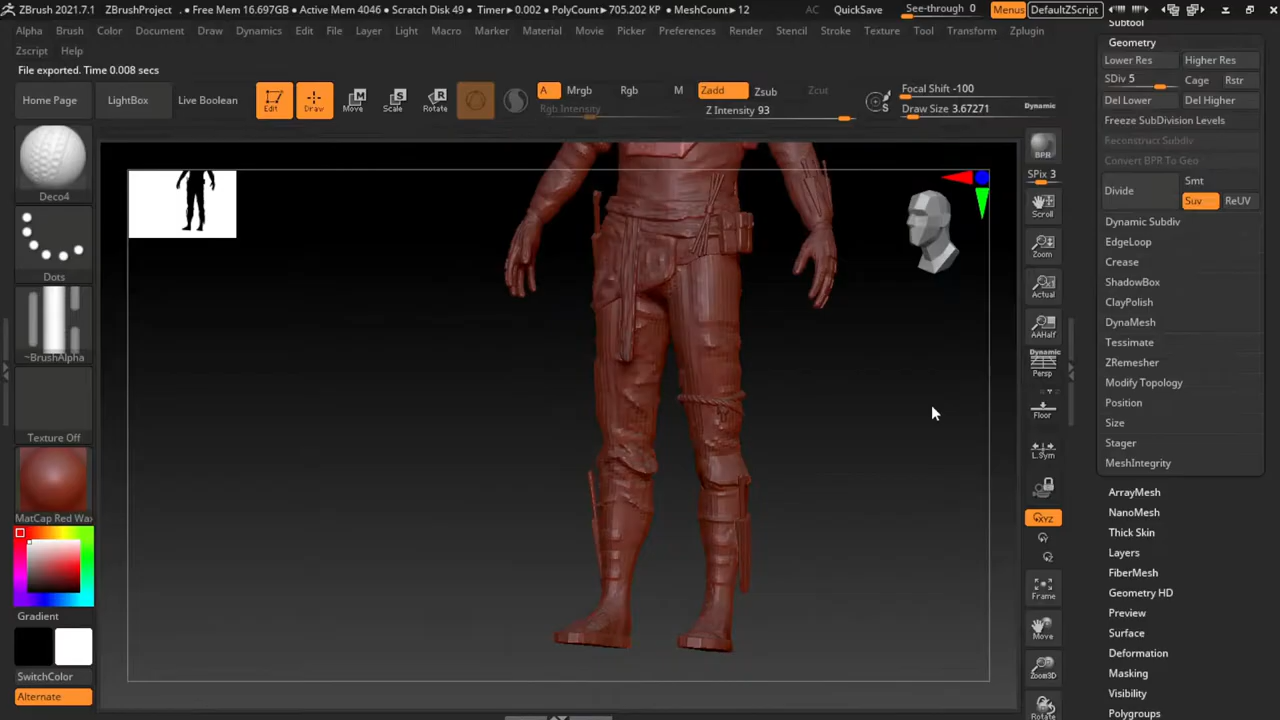 ZBrush 2021.7.1 ZBrushProject . • Free Mem 16.697GB • Active Mem 4046 • Scratch Disk 49 • Timer▸0.002 • PolyCount▸705.202 KP • MeshCount▸12 AC QuickSave See-through 0 Menus DefaultZScript
Alpha Brush Color Document Draw Dynamics Edit File Layer Light Macro Marker Material Movie Picker Preferences Render Stencil Stroke Texture Tool Transform Zplugin
Zscript Help
File exported. Time 0.008 secs
Home Page LightBox Live Boolean Edit Draw Move Scale Rotate
A Mrgb Rgb M Zadd Zsub Zcut
Rgb Intensity Z Intensity 93
S
Focal Shift -100
Draw Size 3.67271 Dynamic
Deco4
Dots
~BrushAlpha
Texture Off
MatCap Red Wax
Gradient
SwitchColor
Alternate
BPR
SPix 3
Scroll
Zoom
Actual
AAHalf
Dynamic
Persp
Floor
L.Sym
XYZ
Y
Z
Frame
Move
Zoom3D
Rotate
Subtool
Geometry
Lower Res Higher Res
SDiv 5 Cage Rstr
Del Lower Del Higher
Freeze SubDivision Levels
Reconstruct Subdiv
Convert BPR To Geo
Divide Smt
Suv ReUV
Dynamic Subdiv
EdgeLoop
Crease
ShadowBox
ClayPolish
DynaMesh
Tessimate
ZRemesher
Modify Topology
Position
Size
Stager
MeshIntegrity
ArrayMesh
NanoMesh
Thick Skin
Layers
FiberMesh
Geometry HD
Preview
Surface
Deformation
Masking
Visibility
Polygroups